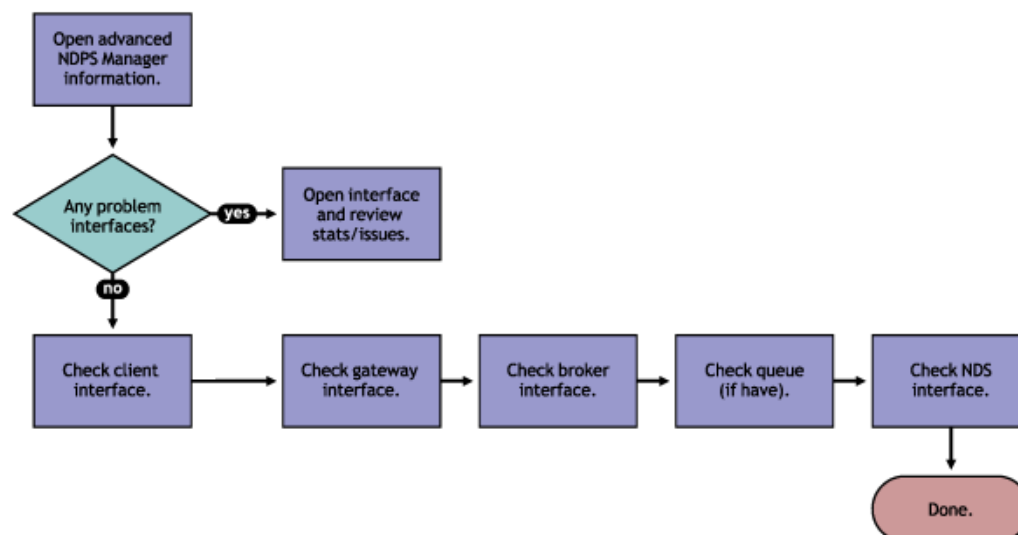 Open advanced
NDPS Manager
information.
Any problem
interfaces?
yes
Open interface
and review
stats/issues.
no
Check client
interface.
Check gateway
interface.
Check broker
interface.
Check queue
(if have).
Check NDS
interface.
Done.